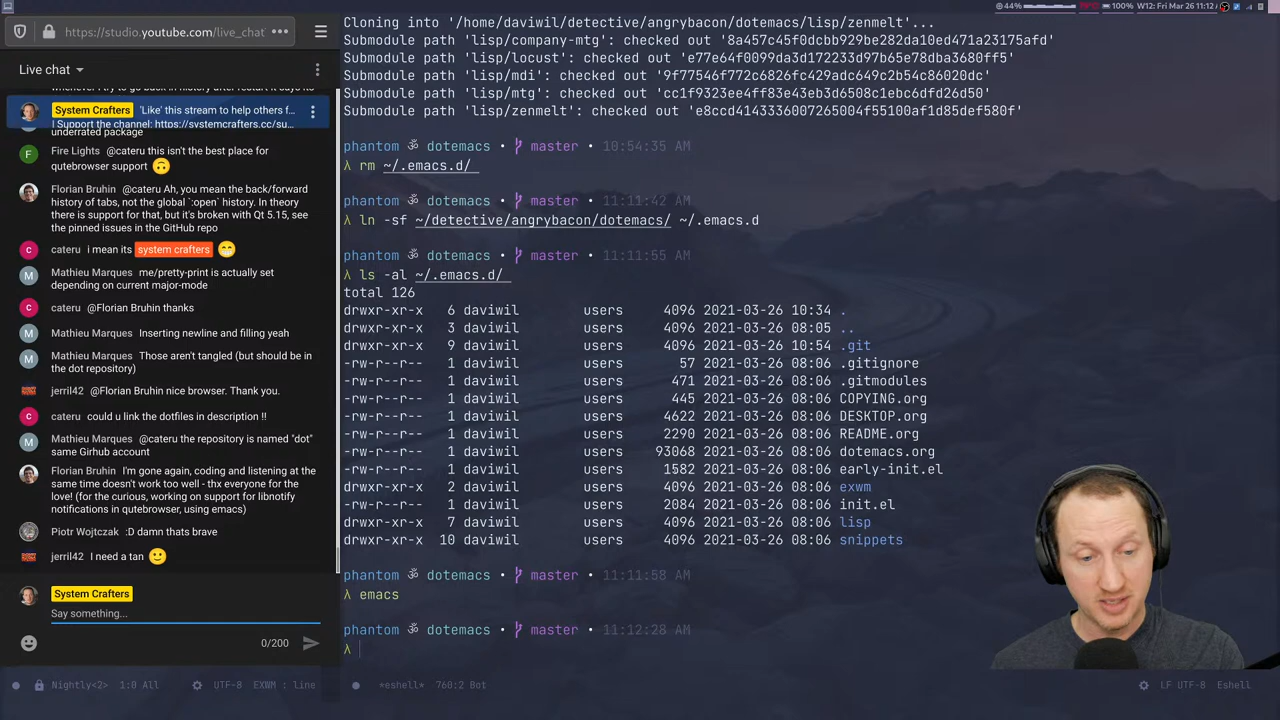 44% 100% W12: Fri Mar 26 11:12
https://studio.youtube.com/live_chat
Live chat
whenever I try to go back in history after restart it says its
System Crafters 'Like' this stream to help others f...
| Support the channel: https://systemcrafters.cc/su...
underrated package
Fire Lights @cateru this isn't the best place for
qutebrowser support
Florian Bruhin @cateru Ah, you mean the back/forward
history of tabs, not the global `:open` history. In theory
there is support for that, but it's broken with Qt 5.15, see
the pinned issues in the GitHub repo
cateru i mean its system crafters
Mathieu Marques me/pretty-print is actually set
depending on current major-mode
cateru @Florian Bruhin thanks
Mathieu Marques Inserting newline and filling yeah
Mathieu Marques Those aren't tangled (but should be in
the dot repository)
jerril42 @Florian Bruhin nice browser. Thank you.
cateru could u link the dotfiles in description !!
Mathieu Marques @cateru the repository is named "dot"
same Girhub account
Florian Bruhin I'm gone again, coding and listening at the
same time doesn't work too well - thx everyone for the
love! (for the curious, working on support for libnotify
notifications in qutebrowser, using emacs)
Piotr Wojtczak :D damn thats brave
jerril42 I need a tan
System Crafters
Say something...
0/200
Nightly<2> 1:0 All UTF-8 EXWM : line
Cloning into '/home/daviwil/detective/angrybacon/dotemacs/lisp/zenmelt'...
Submodule path 'lisp/company-mtg': checked out '8a457c45f0dcbb929be282da10ed471a23175afd'
Submodule path 'lisp/locust': checked out 'e77e64f0099da3d172233d97665e78dba3680ff5'
Submodule path 'lisp/mdi': checked out '9f77546f772c6826fc429adc649c2b54c86020dc'
Submodule path 'lisp/mtg': checked out 'cc1f9323ee4ff83e43eb3d6508c1ebc6dfd26d50'
Submodule path 'lisp/zenmelt': checked out 'e8ccd4143336007265004f55100af1d85def580f'
phantom ॐ dotemacs • master • 10:54:35 AM
λ rm ~/.emacs.d/
phantom ॐ dotemacs • master • 11:11:42 AM
λ ln -sf ~/detective/angrybacon/dotemacs/ ~/.emacs.d
phantom ॐ dotemacs • master • 11:11:55 AM
λ ls -al ~/.emacs.d/
total 126
drwxr-xr-x 6 daviwil users 4096 2021-03-26 10:34 .
drwxr-xr-x 3 daviwil users 4096 2021-03-26 08:05 ..
drwxr-xr-x 9 daviwil users 4096 2021-03-26 10:54 .git
-rw-r--r-- 1 daviwil users 57 2021-03-26 08:06 .gitignore
-rw-r--r-- 1 daviwil users 471 2021-03-26 08:06 .gitmodules
-rw-r--r-- 1 daviwil users 445 2021-03-26 08:06 COPYING.org
-rw-r--r-- 1 daviwil users 4622 2021-03-26 08:06 DESKTOP.org
-rw-r--r-- 1 daviwil users 2290 2021-03-26 08:06 README.org
-rw-r--r-- 1 daviwil users 93068 2021-03-26 08:06 dotemacs.org
-rw-r--r-- 1 daviwil users 1582 2021-03-26 08:06 early-init.el
drwxr-xr-x 2 daviwil users 4096 2021-03-26 08:06 exwm
-rw-r--r-- 1 daviwil users 2084 2021-03-26 08:06 init.el
drwxr-xr-x 7 daviwil users 4096 2021-03-26 08:06 lisp
drwxr-xr-x 10 daviwil users 4096 2021-03-26 08:06 snippets
phantom ॐ dotemacs • master • 11:11:58 AM
λ emacs
phantom ॐ dotemacs • master • 11:12:28 AM
λ
*eshell* 760:2 Bot LF UTF-8 Eshell